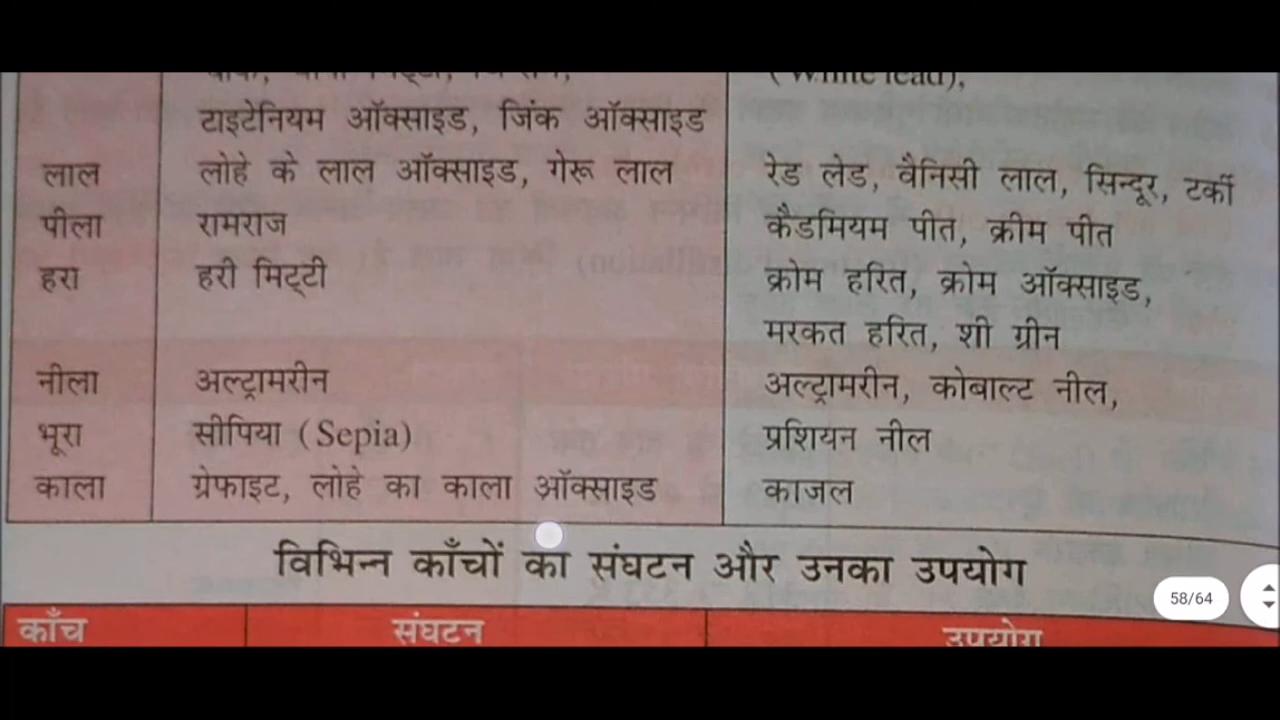 (White lead),
टाइटेनियम ऑक्साइड, जिंक ऑक्साइड
लाल लोहे के लाल ऑक्साइड, गेरू लाल रेड लेड, वैनिसी लाल, सिन्दूर, टर्की
पीला रामराज कैडमियम पीत, क्रीम पीत
हरा हरी मिट्टी क्रोम हरित, क्रोम ऑक्साइड,
मरकत हरित, शी ग्रीन
नीला अल्ट्रामरीन अल्ट्रामरीन, कोबाल्ट नील,
भूरा सीपिया (Sepia) प्रशियन नील
काला ग्रेफाइट, लोहे का काला ऑक्साइड काजल
विभिन्न काँचों का संघटन और उनका उपयोग
58/64
काँच संघटन उपयोग